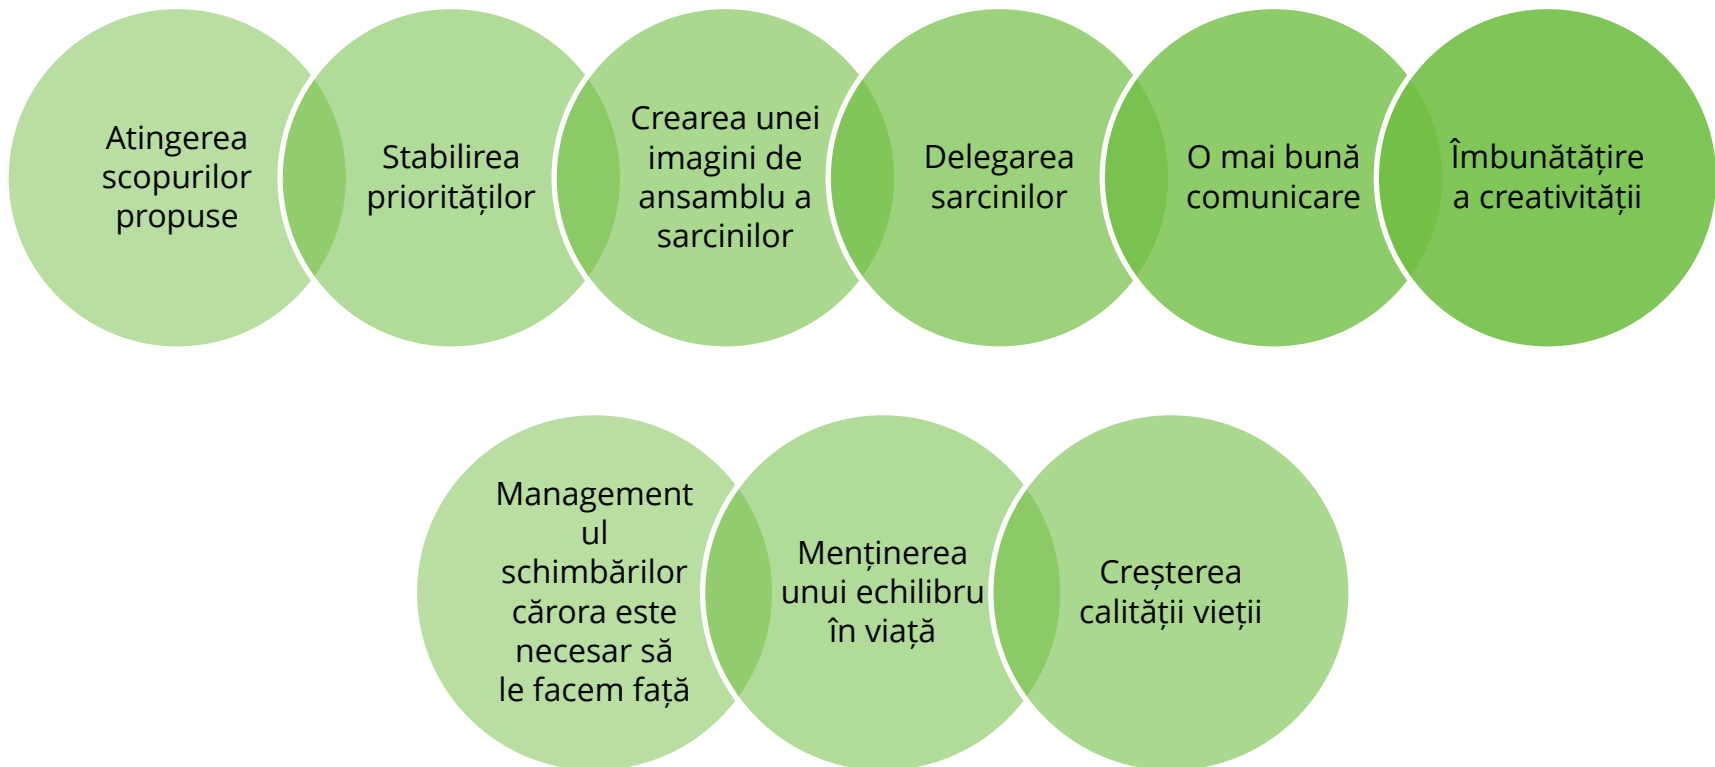 Atingerea
scopurilor
propuse
Stabilirea
priorităților
Crearea unei
imagini de
ansamblu a
sarcinilor
Delegarea
sarcinilor
O mai bună
comunicare
Îmbunătățire
a creativității
Management
ul
schimbărilor
cărora este
necesar să
le facem față
Menținerea
unui echilibru
în viață
Creșterea
calității vieții